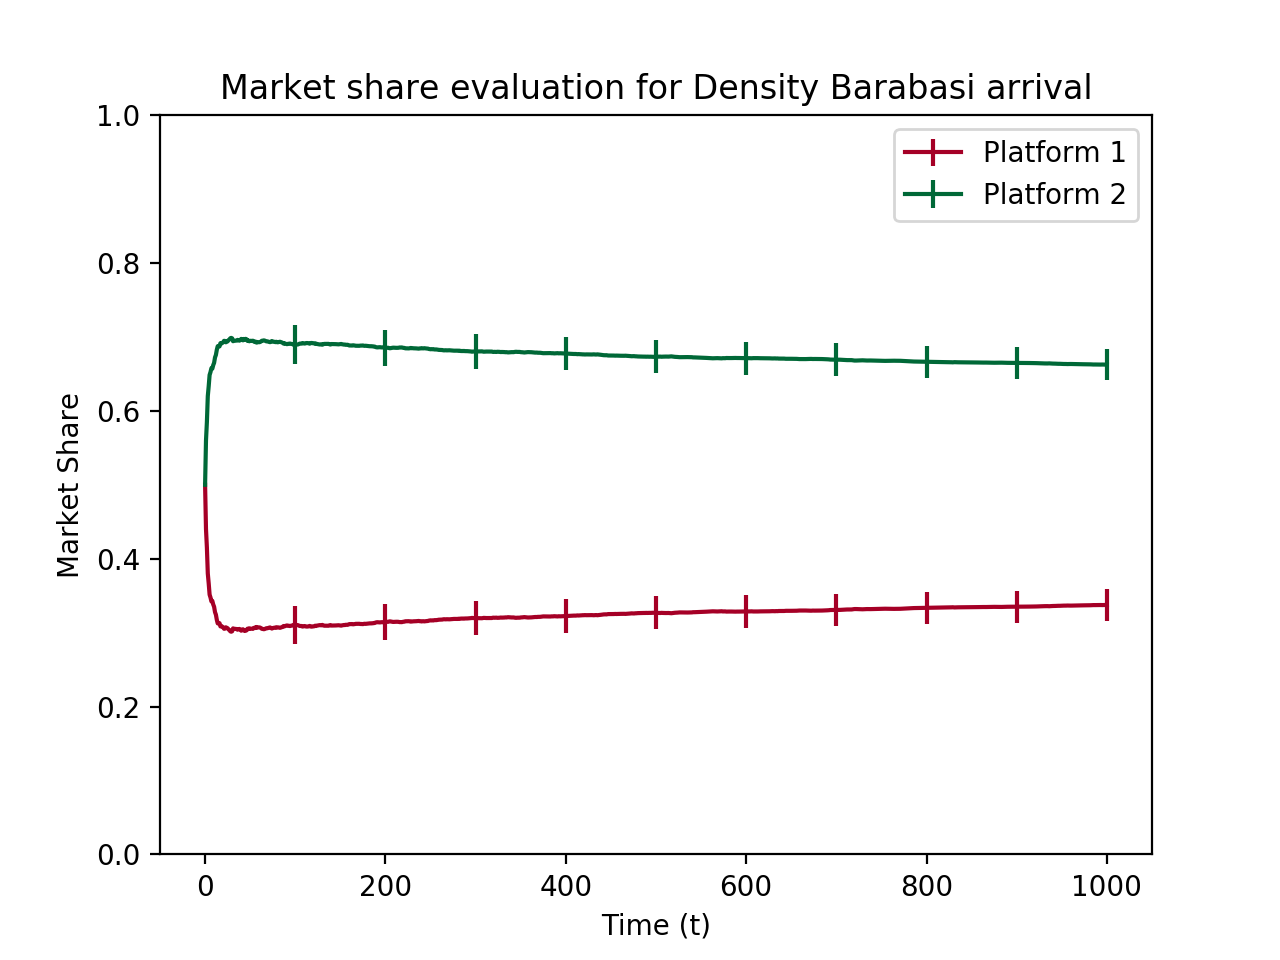 Market share evaluation for Density Barabasi arrival
Platform 1
Platform 2
Market Share
1.0
0.8
0.6
0.4
0.2
0.0
0 200 400 600 800 1000
Time (t)